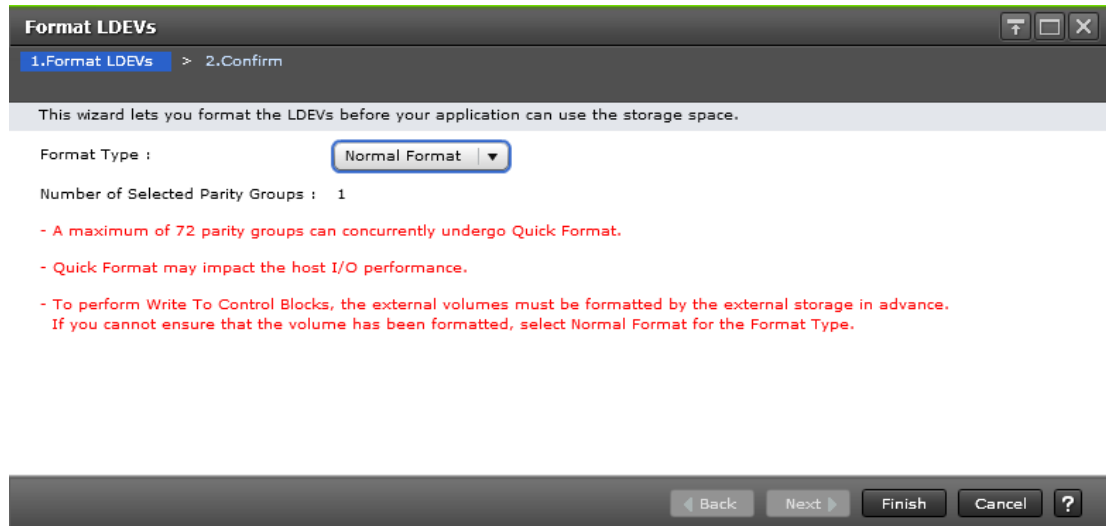 Format LDEVs
1.Format LDEVs > 2.Confirm
This wizard lets you format the LDEVs before your application can use the storage space.
Format Type : Normal Format
Number of Selected Parity Groups : 1
- A maximum of 72 parity groups can concurrently undergo Quick Format.
- Quick Format may impact the host I/O performance.
- To perform Write To Control Blocks, the external volumes must be formatted by the external storage in advance.
If you cannot ensure that the volume has been formatted, select Normal Format for the Format Type.
Back Next Finish Cancel ?